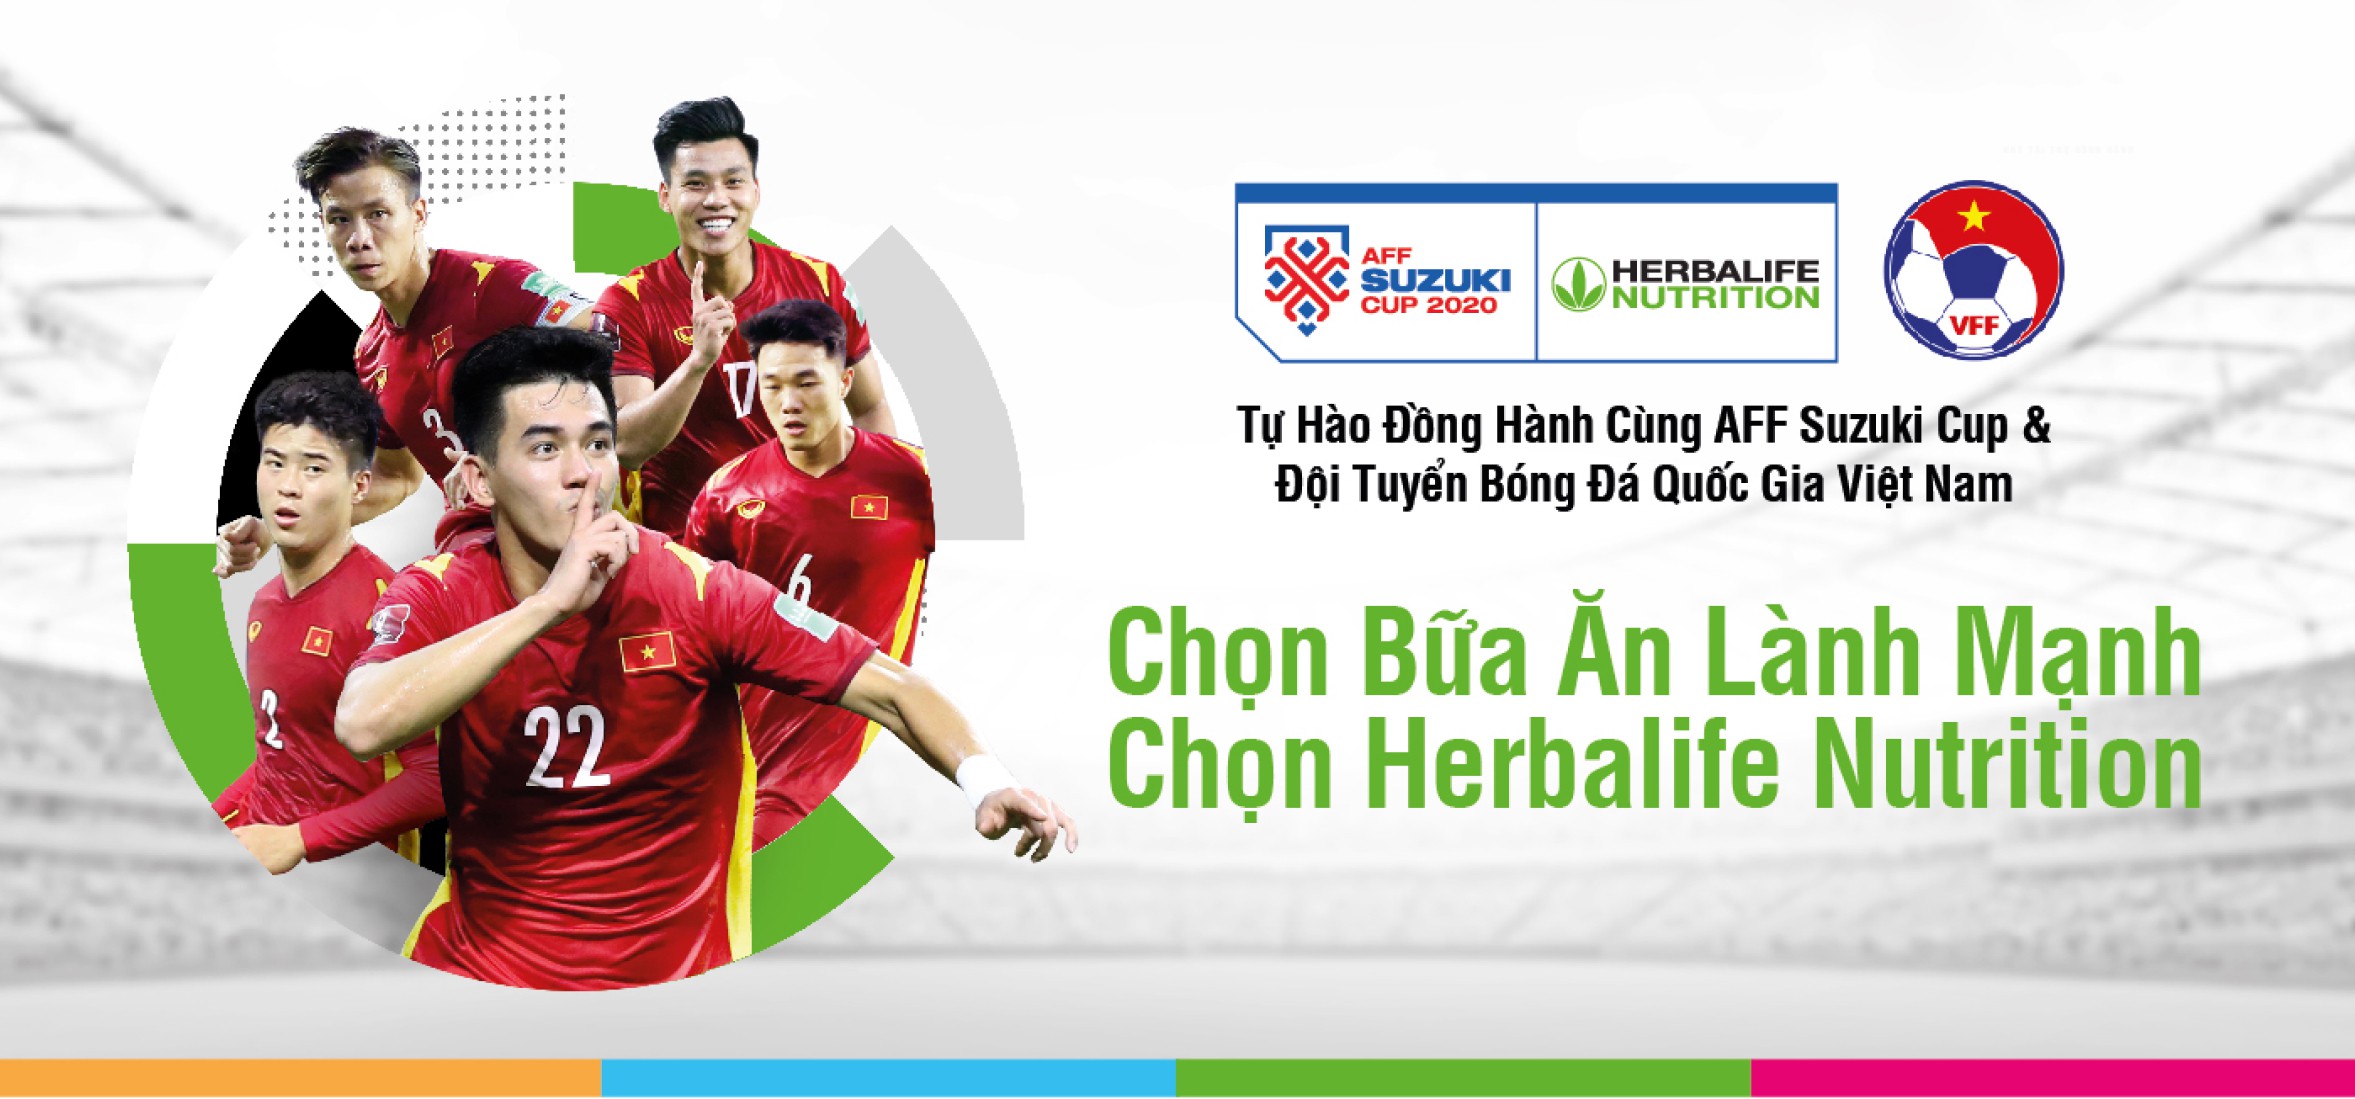 AFF
SUZUKI
CUP 2020
HERBALIFE
NUTRITION
VFF
Tự Hào Đồng Hành Cùng AFF Suzuki Cup &
Đội Tuyển Bóng Đá Quốc Gia Việt Nam
Chọn Bữa Ăn Lành Mạnh
Chọn Herbalife Nutrition
3
17
6
2
22